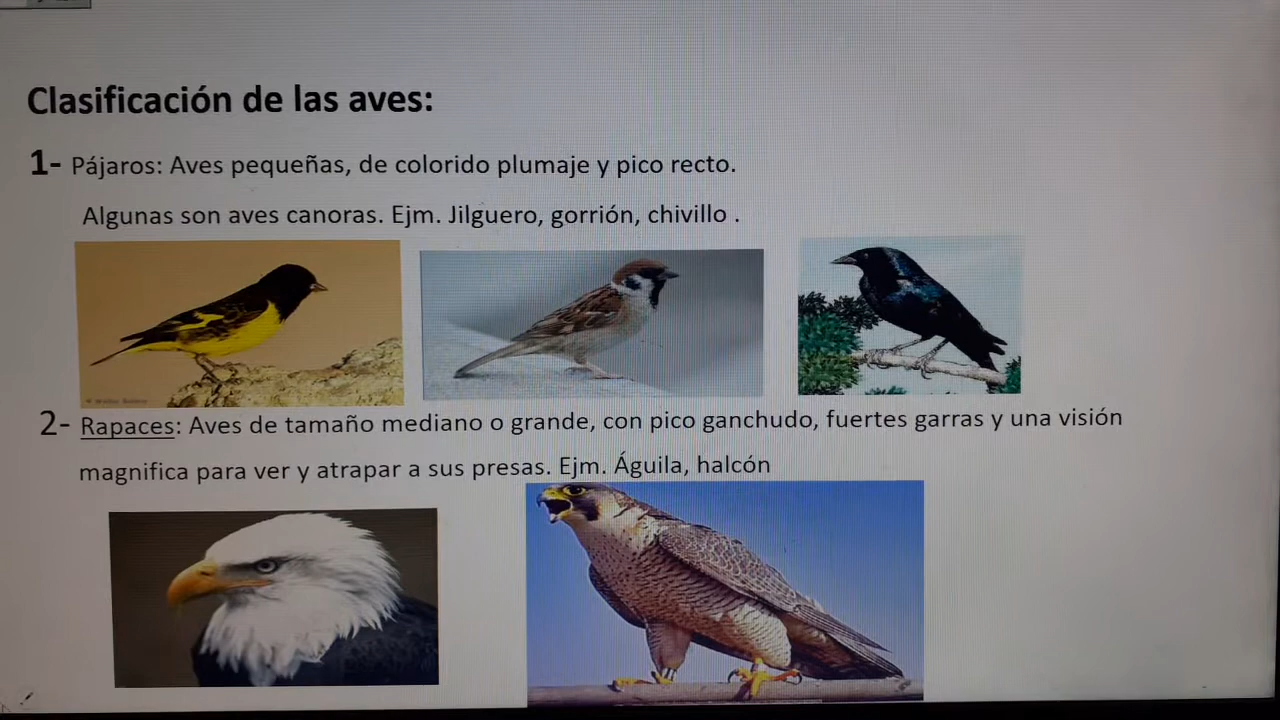 Clasificación de las aves:
1- Pájaros: Aves pequeñas, de colorido plumaje y pico recto.
Algunas son aves canoras. Ejm. Jilguero, gorrión, chivillo .
2- Rapaces: Aves de tamaño mediano o grande, con pico ganchudo, fuertes garras y una visión
magnifica para ver y atrapar a sus presas. Ejm. Águila, halcón